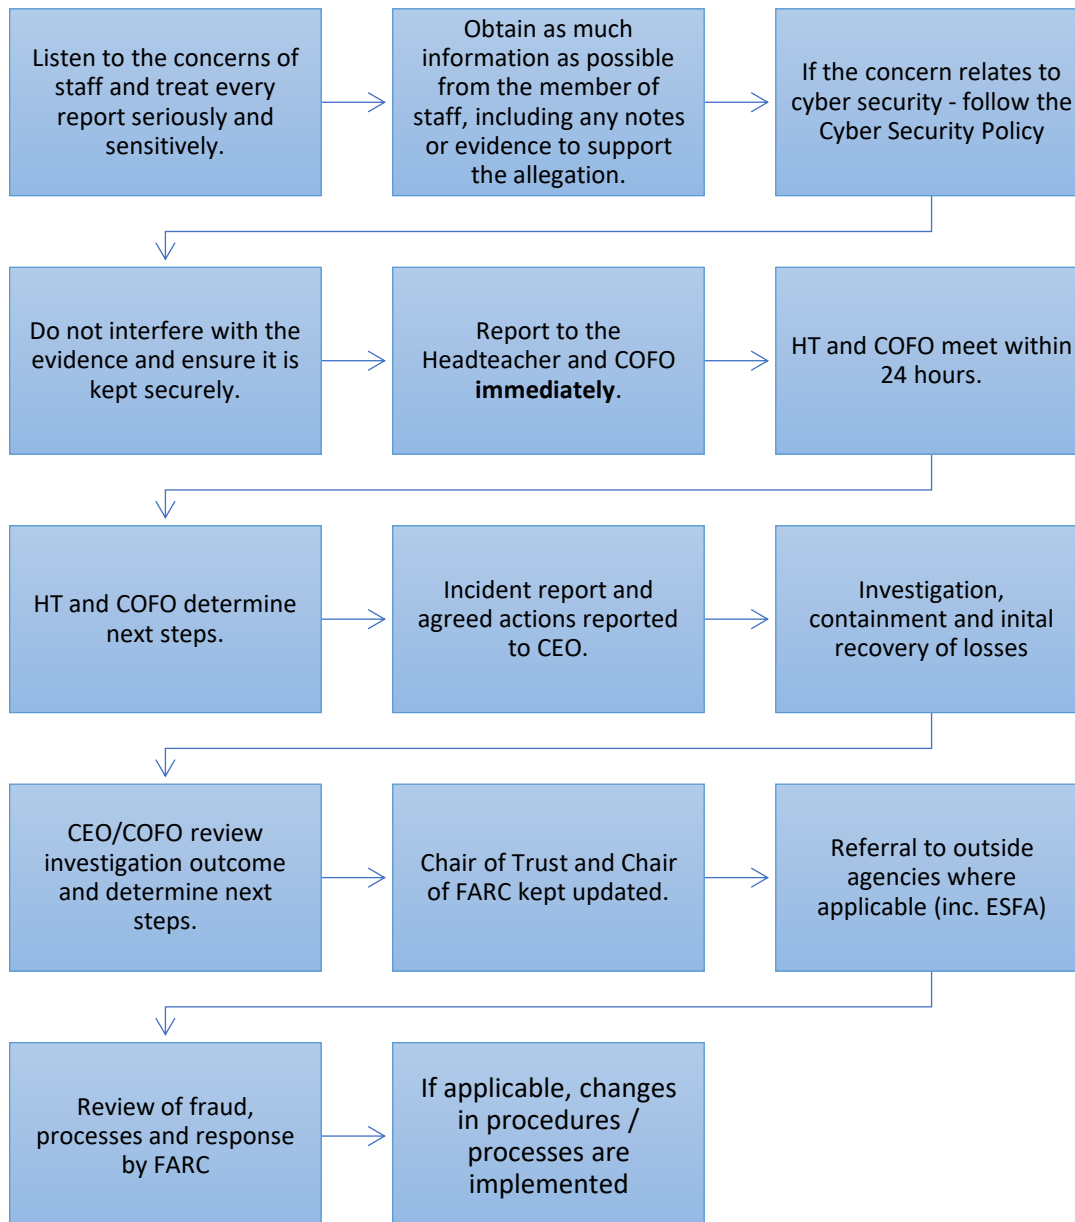 Listen to the concerns of
staff and treat every
report seriously and
sensitively.
Obtain as much
information as possible
from the member of
staff, including any notes
or evidence to support
the allegation.
If the concern relates to
cyber security - follow the
Cyber Security Policy
Do not interfere with the
evidence and ensure it is
kept securely.
Report to the
Headteacher and COFO
immediately.
HT and COFO meet within
24 hours.
HT and COFO determine
next steps.
Incident report and
agreed actions reported
to CEO.
Investigation,
containment and inital
recovery of losses
CEO/COFO review
investigation outcome
and determine next
steps.
Chair of Trust and Chair
of FARC kept updated.
Referral to outside
agencies where
applicable (inc. ESFA)
Review of fraud,
processes and response
by FARC
If applicable, changes
in procedures /
processes are
implemented